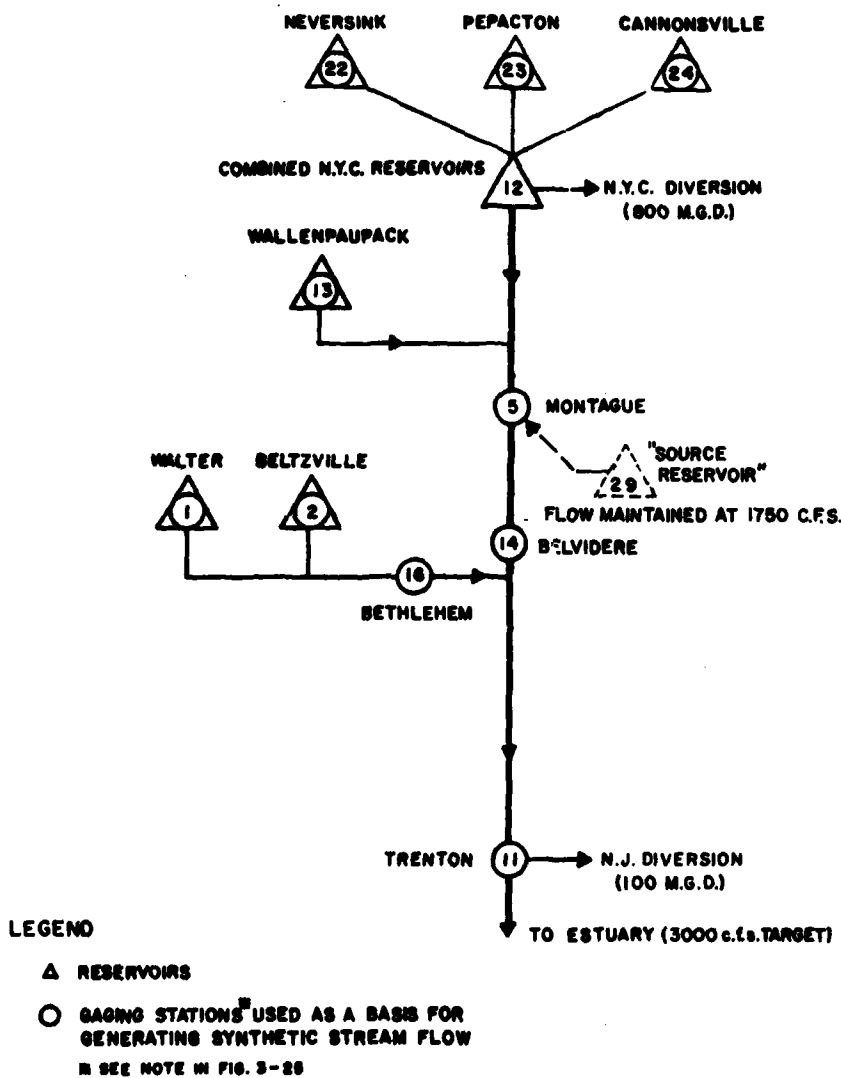 NEVERSINK
PEPACTON
CANNONSVILLE
22
23
24
COMBINED N.Y.C. RESERVOIRS
12
N.Y.C. DIVERSION
(800 M.G.D.)
WALLENPAUPACK
13
5
MONTAGUE
WALTER
BELTZVILLE
"SOURCE
RESERVOIR"
29
1
2
FLOW MAINTAINED AT 1750 C.F.S.
14
BELVIDERE
16
BETHLEHEM
TRENTON
11
N.J. DIVERSION
(100 M.G.D.)
TO ESTUARY (3000 c.f.s. TARGET)
LEGEND
RESERVOIRS
GAGING STATIONS* USED AS A BASIS FOR
GENERATING SYNTHETIC STREAM FLOW
* SEE NOTE IN FIG. 3-25